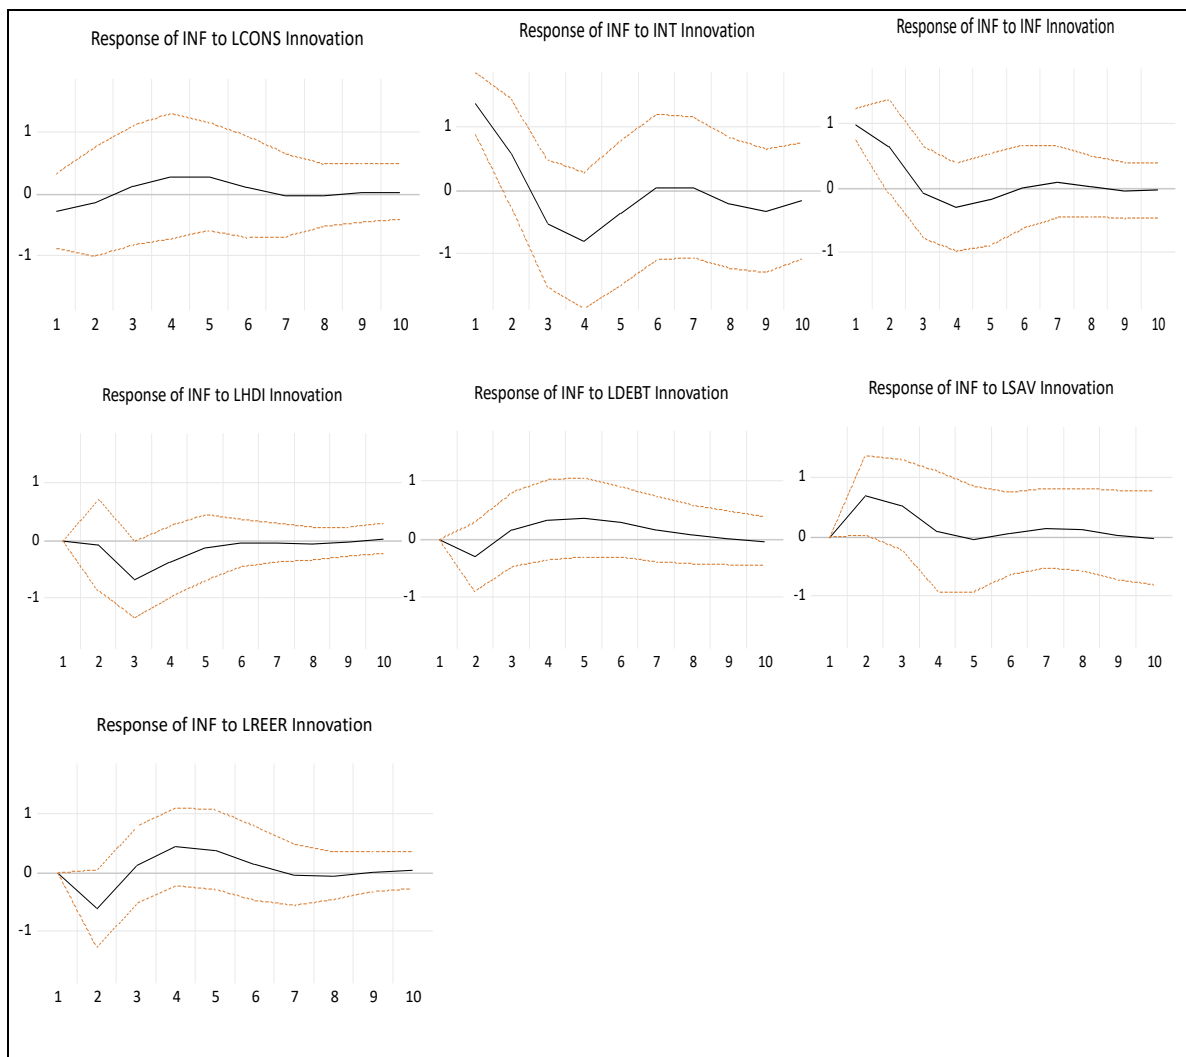 Response of INF to LCONS Innovation
1
0
-1
1 2 3 4 5 6 7 8 9 10
Response of INF to INT Innovation
1
0
-1
1 2 3 4 5 6 7 8 9 10
Response of INF to INF Innovation
1
0
-1
1 2 3 4 5 6 7 8 9 10
Response of INF to LHDI Innovation
1
0
-1
1 2 3 4 5 6 7 8 9 10
Response of INF to LDEBT Innovation
1
0
-1
1 2 3 4 5 6 7 8 9 10
Response of INF to LSAV Innovation
1
0
-1
1 2 3 4 5 6 7 8 9 10
Response of INF to LREER Innovation
1
0
-1
1 2 3 4 5 6 7 8 9 10